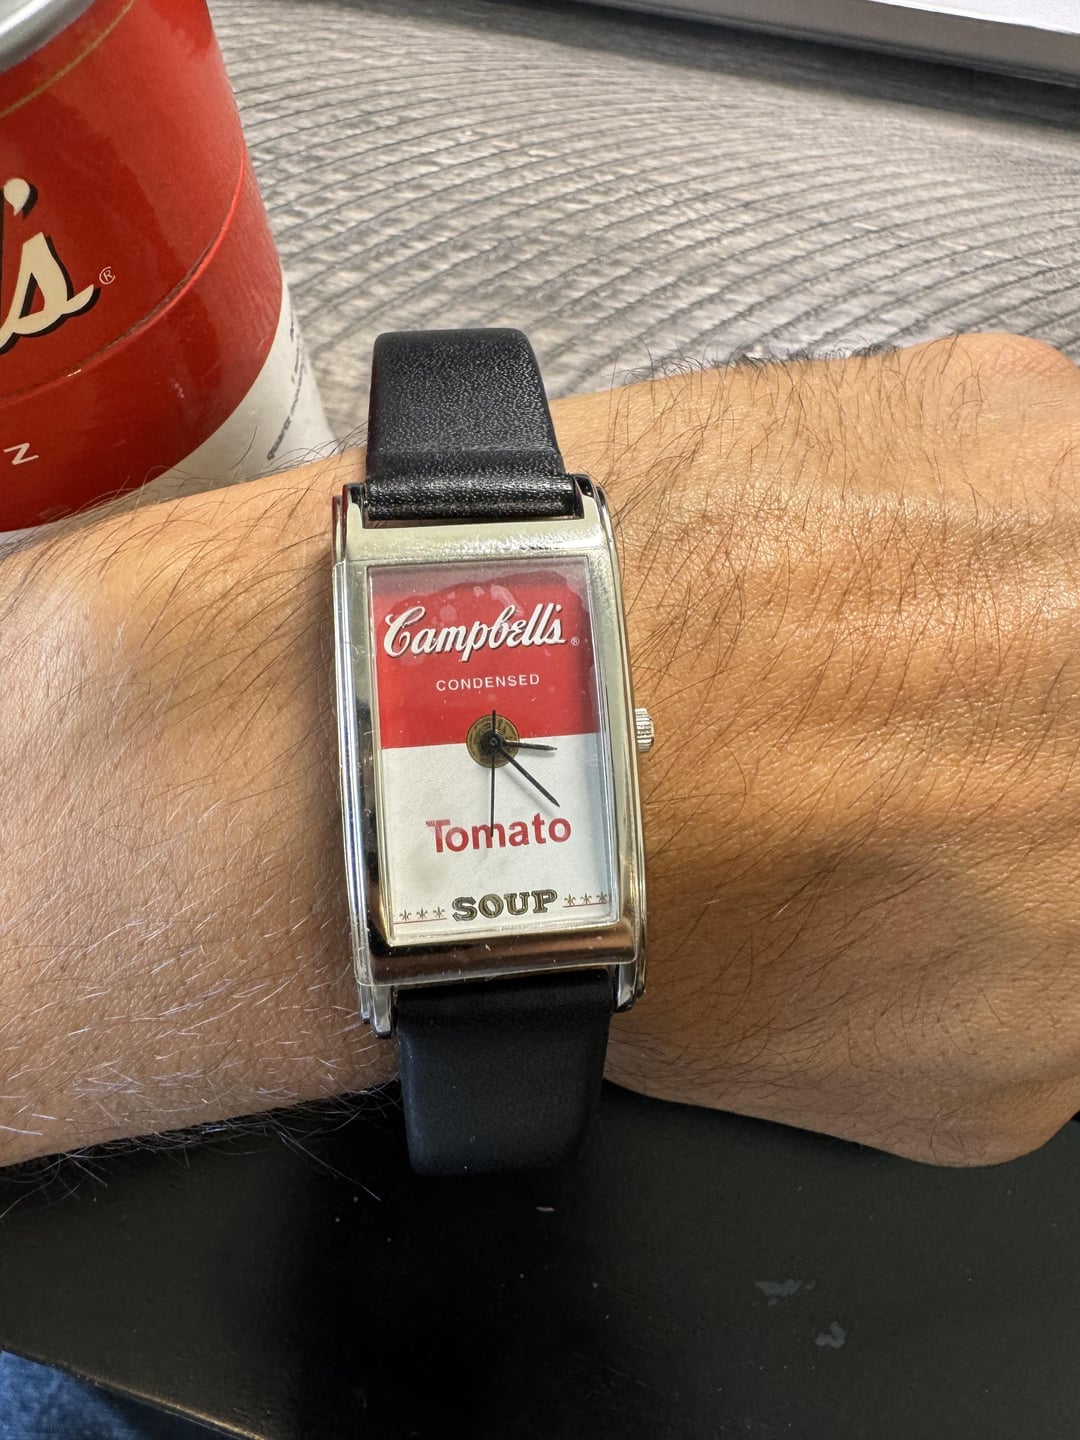 's®
Z
Campbell's®
CONDENSED
Tomato
SOUP